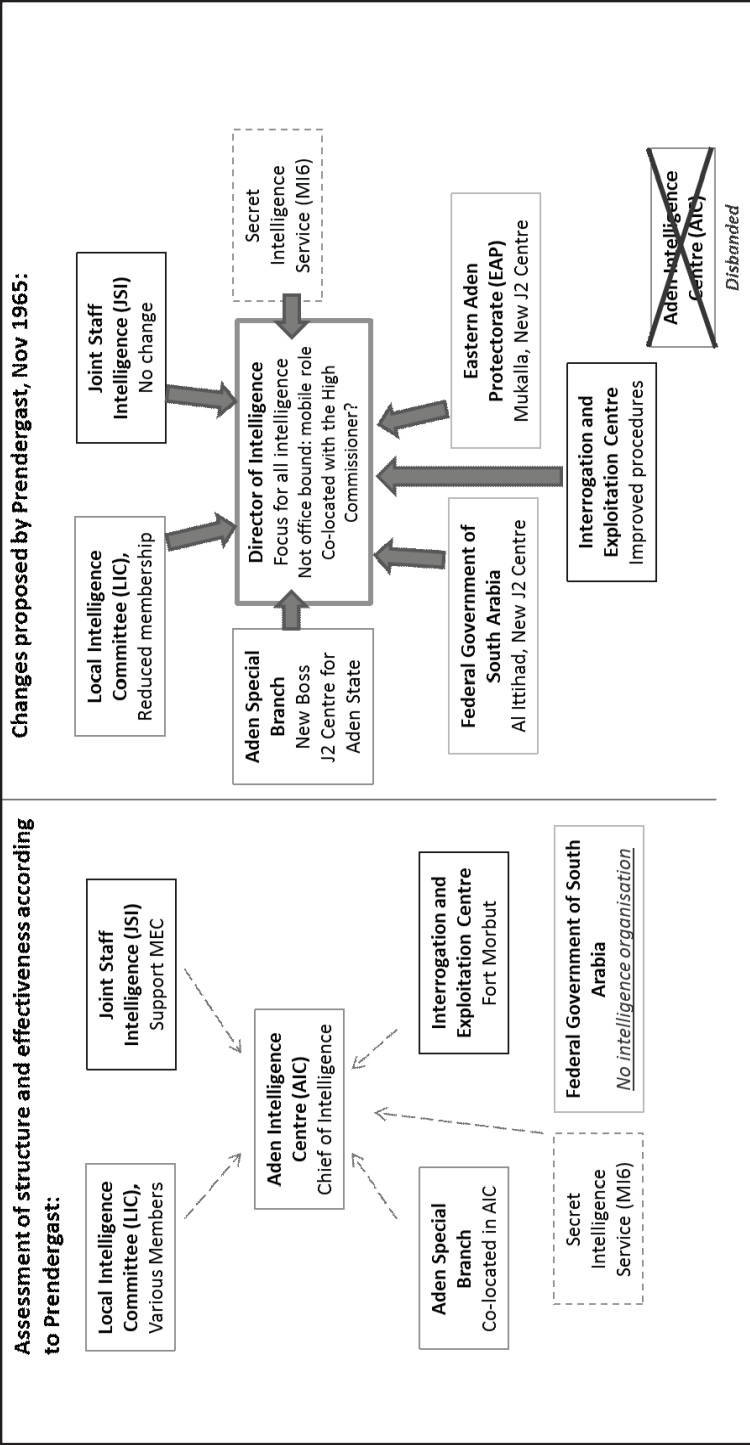 Assessment of structure and effectiveness according
to Prendergast:
Local Intelligence
Committee (LIC),
Various Members
Joint Staff
Intelligence (JSI)
Support MEC
Aden Intelligence
Centre (AIC)
Chief of Intelligence
Aden Special
Branch
Co-located in AIC
Interrogation and
Exploitation Centre
Fort Morbut
Secret
Intelligence
Service (MI6)
Federal Government of South
Arabia
No intelligence organisation
Changes proposed by Prendergast, Nov 1965:
Local Intelligence
Committee (LIC),
Reduced membership
Joint Staff
Intelligence (JSI)
No change
Aden Special
Branch
New Boss
J2 Centre for
Aden State
Director of Intelligence
Focus for all intelligence
Not office bound: mobile role
Co-located with the High
Commissioner?
Secret
Intelligence
Service (MI6)
Federal Government of
South Arabia
Al Ittihad, New J2 Centre
Eastern Aden
Protectorate (EAP)
Mukalla, New J2 Centre
Interrogation and
Exploitation Centre
Improved procedures
Aden Intelligence
Centre (AIC)
Disbanded